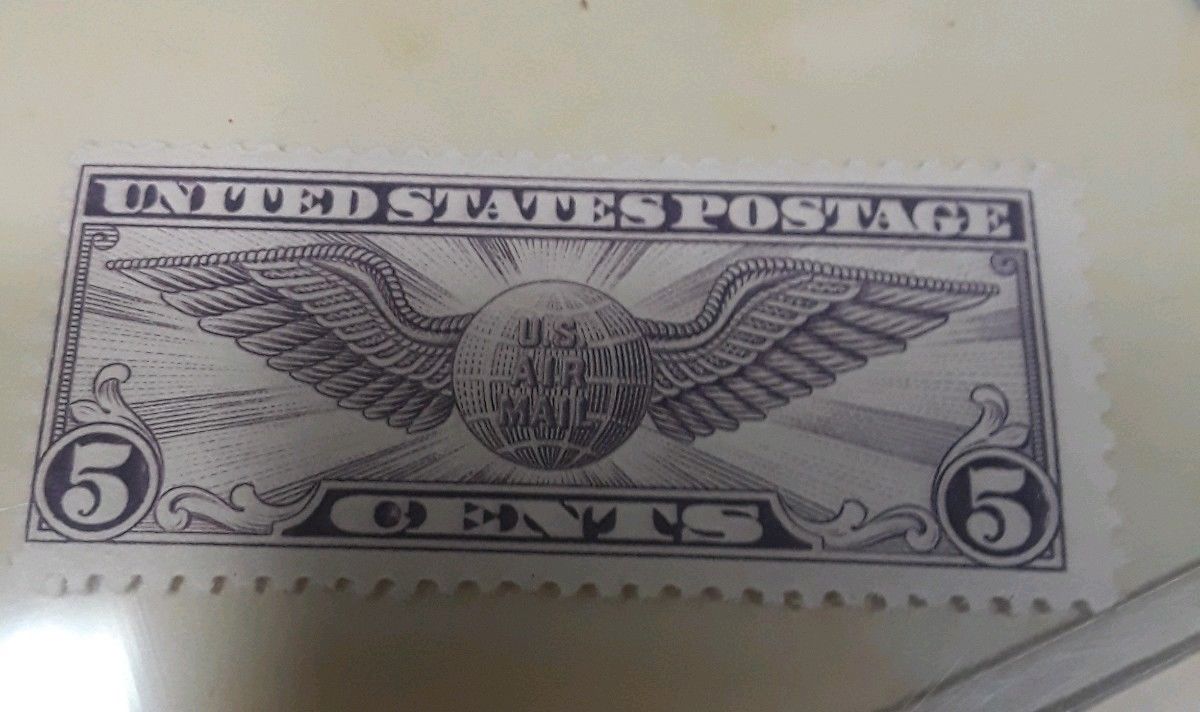 UNITED STATES POSTAGE
U.S.
AIR
MAIL
5 CENTS 5